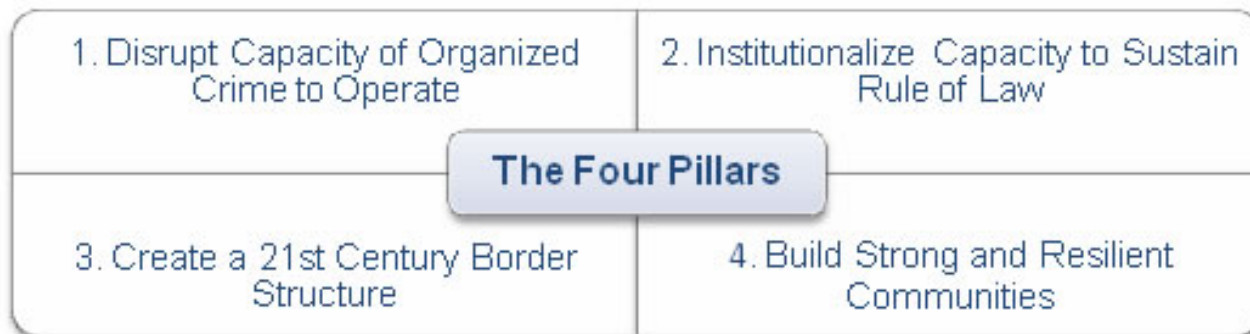 1. Disrupt Capacity of Organized
Crime to Operate
2. Institutionalize Capacity to Sustain
Rule of Law
The Four Pillars
3. Create a 21st Century Border
Structure
4. Build Strong and Resilient
Communities